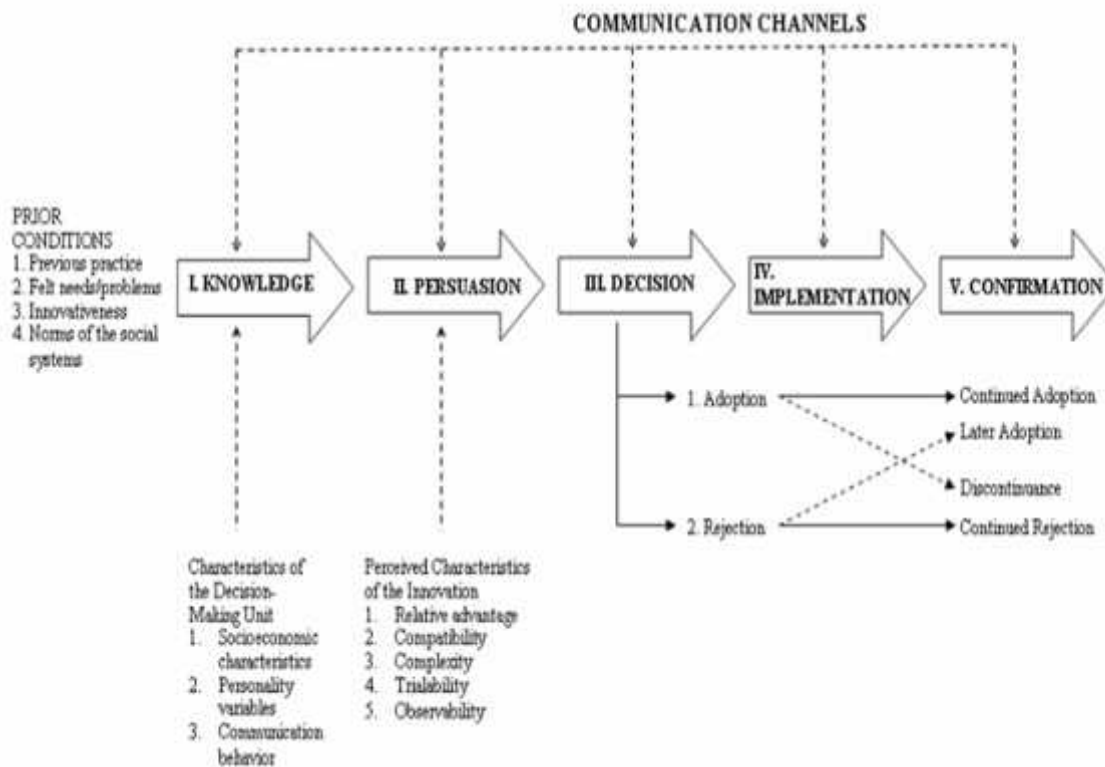 COMMUNICATION CHANNELS
PRIOR
CONDITIONS
1. Previous practice
2. Felt needs/problems
3. Innovativeness
4. Norms of the social
systems
I. KNOWLEDGE
II. PERSUASION
III. DECISION
IV.
IMPLEMENTATION
V. CONFIRMATION
1. Adoption
Continued Adoption
Later Adoption
Discontinuance
2. Rejection
Continued Rejection
Characteristics of
the Decision-
Making Unit
1. Socioeconomic
characteristics
2. Personality
variables
3. Communication
behavior
Perceived Characteristics
of the Innovation
1. Relative advantage
2. Compatibility
3. Complexity
4. Trialability
5. Observability